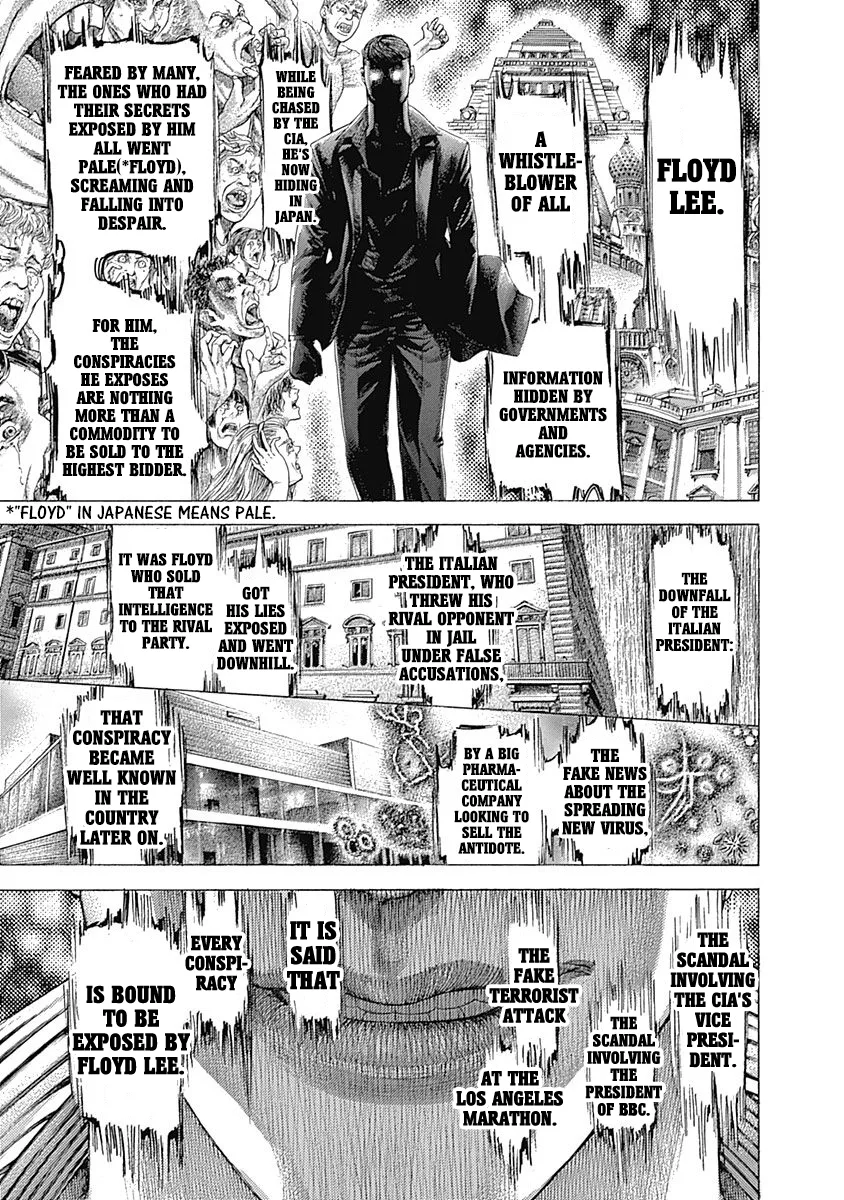 FLOYD
LEE.
A
WHISTLE-
BLOWER
OF ALL
INFORMATION
HIDDEN BY
GOVERNMENTS
AND
AGENCIES.
WHILE
BEING
CHASED
BY THE
CIA,
HE'S
NOW
HIDING
IN
JAPAN.
FEARED BY MANY,
THE ONES WHO HAD
THEIR SECRETS
EXPOSED BY HIM
ALL WENT
PALE(*FLOYD),
SCREAMING AND
FALLING INTO
DESPAIR.
FOR HIM,
THE
CONSPIRACIES
HE EXPOSES
ARE NOTHING
MORE THAN A
COMMODITY TO
BE SOLD TO THE
HIGHEST BIDDER.
*"FLOYD" IN JAPANESE MEANS PALE.
THE
DOWNFALL
OF THE
ITALIAN
PRESIDENT:
THE ITALIAN
PRESIDENT, WHO
THREW HIS
RIVAL OPPONENT
IN JAIL
UNDER FALSE
ACCUSATIONS,
GOT
HIS LIES
EXPOSED
AND WENT
DOWNHILL.
IT WAS FLOYD
WHO SOLD
THAT
INTELLIGENCE
TO THE RIVAL
PARTY.
THE
FAKE NEWS
ABOUT THE
SPREADING
NEW VIRUS,
BY A BIG
PHARMA-
CEUTICAL
COMPANY
LOOKING TO
SELL THE
ANTIDOTE.
THAT
CONSPIRACY
BECAME
WELL KNOWN
IN THE
COUNTRY
LATER ON.
THE
SCANDAL
INVOLVING
THE CIA'S
VICE
PRESI-
DENT.
THE
SCANDAL
INVOLVING
THE
PRESIDENT
OF BBC.
THE
FAKE
TERRORIST
ATTACK
AT THE
LOS ANGELES
MARATHON.
IT IS
SAID
THAT
EVERY
CONSPI-
RACY
IS BOUND
TO BE
EXPOSED BY
FLOYD LEE.